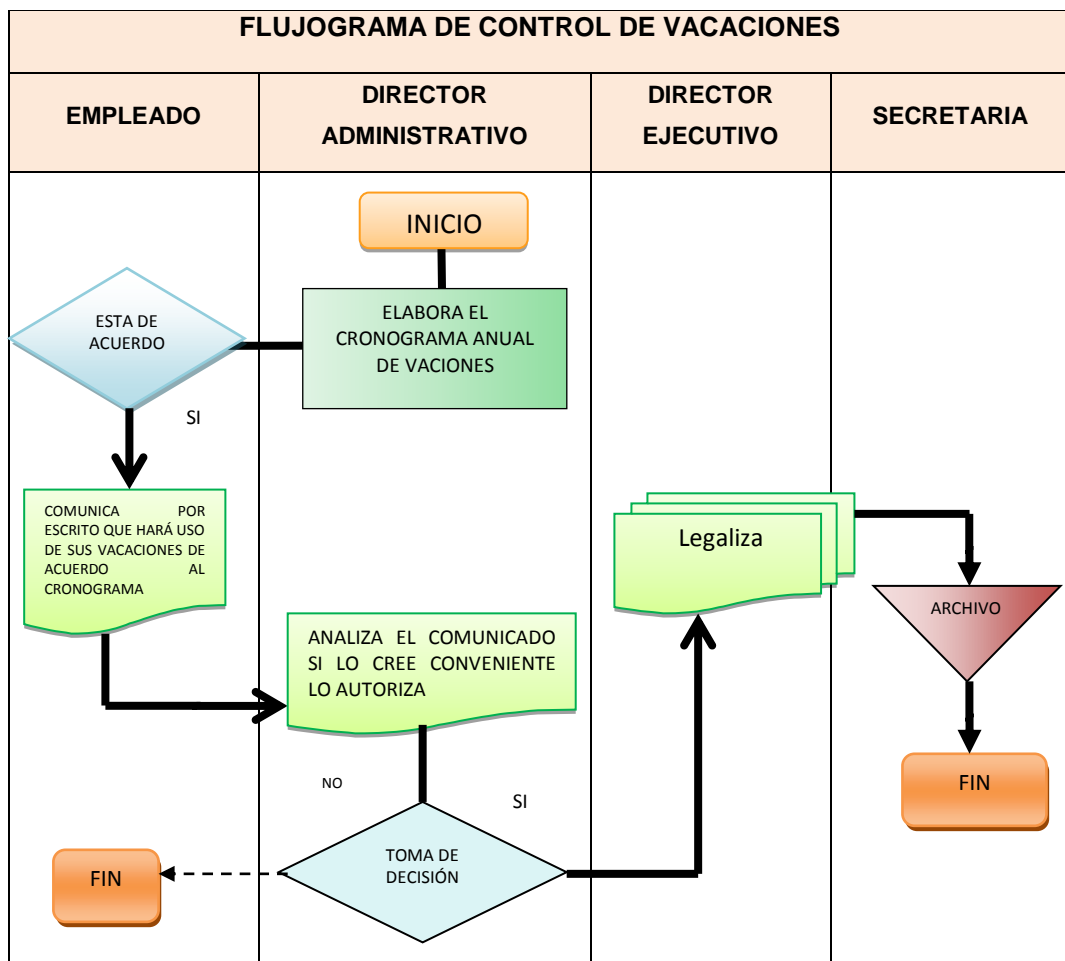 FLUJOGRAMA DE CONTROL DE VACACIONES
EMPLEADO
DIRECTOR
ADMINISTRATIVO
DIRECTOR
EJECUTIVO
SECRETARIA
INICIO
ESTA DE
ACUERDO
ELABORA EL
CRONOGRAMA ANUAL
DE VACIONES
SI
COMUNICA POR
ESCRITO QUE HARÁ USO
DE SUS VACACIONES DE
ACUERDO AL
CRONOGRAMA
Legaliza
ARCHIVO
ANALIZA EL COMUNICADO
SI LO CREE CONVENIENTE
LO AUTORIZA
NO
SI
FIN
TOMA DE
DECISIÓN
FIN